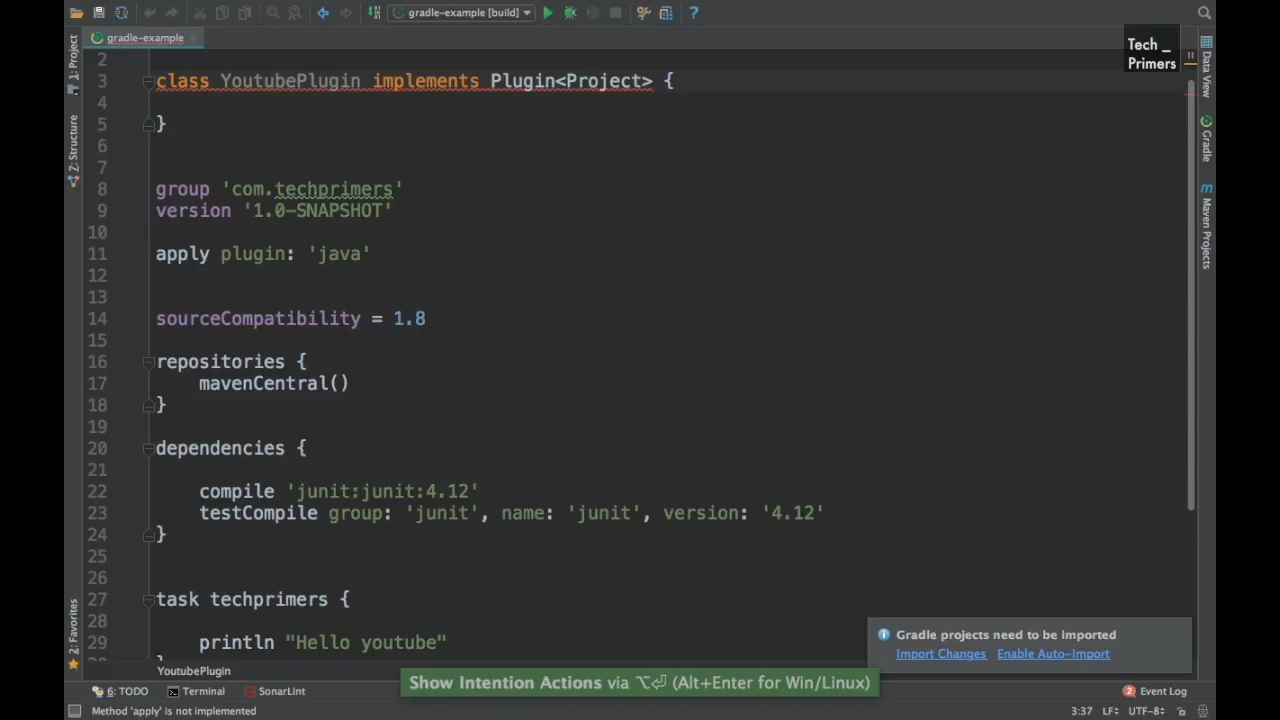 gradle-example [build]
gradle-example
Tech _
Primers
1: Project
Z: Structure
2: Favorites
Data View
Gradle
m
Maven Projects
2
3 class YoutubePlugin implements Plugin<Project> {
4
5 }
6
7
8 group 'com.techprimers'
9 version '1.0-SNAPSHOT'
10
11 apply plugin: 'java'
12
13
14 sourceCompatibility = 1.8
15
16 repositories {
17 mavenCentral()
18 }
19
20 dependencies {
21
22 compile 'junit:junit:4.12'
23 testCompile group: 'junit', name: 'junit', version: '4.12'
24 }
25
26
27 task techprimers {
28
29 println "Hello youtube"
Gradle projects need to be imported
Import Changes Enable Auto-Import
YoutubePlugin
Show Intention Actions via ⌥⏎ (Alt+Enter for Win/Linux)
6: TODO Terminal SonarLint
2 Event Log
Method 'apply' is not implemented
3:37 LF UTF-8